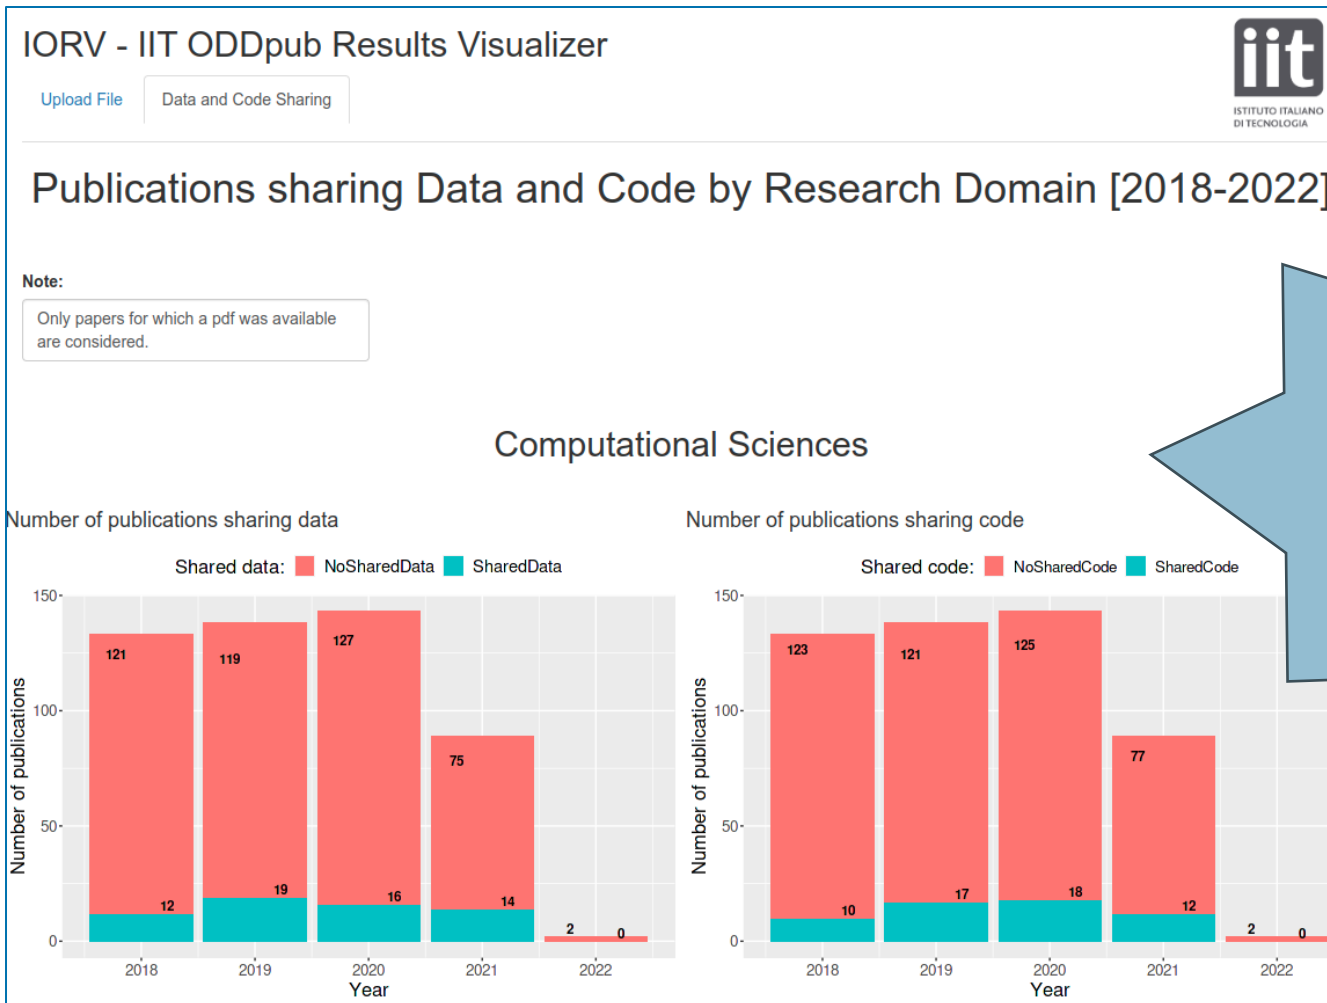 IORV - IIT ODDpub Results Visualizer
iit
ISTITUTO ITALIANO
DI TECNOLOGIA
Upload File
Data and Code Sharing
Publications sharing Data and Code by Research Domain [2018-2022]
Note:
Only papers for which a pdf was available
are considered.
Computational Sciences
Number of publications sharing data
Shared data: NoSharedData SharedData
Number of publications
150
100
50
0
121
119
127
75
2
12
19
16
14
0
2018 2019 2020 2021 2022
Year
Number of publications sharing code
Shared code: NoSharedCode SharedCode
Number of publications
150
100
50
0
123
121
125
77
2
10
17
18
12
0
2018 2019 2020 2021 2022
Year